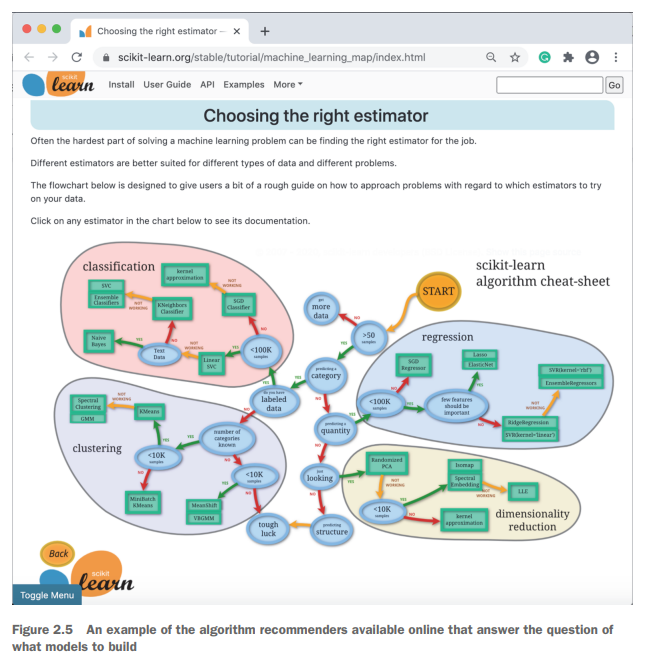 Choosing the right estimator —
scikit-learn.org/stable/tutorial/machine_learning_map/index.html
scikit
learn
Install User Guide API Examples More
Go
Choosing the right estimator
Often the hardest part of solving a machine learning problem can be finding the right estimator for the job.
Different estimators are better suited for different types of data and different problems.
The flowchart below is designed to give users a bit of a rough guide on how to approach problems with regard to which estimators to try
on your data.
Click on any estimator in the chart below to see its documentation.
scikit-learn
algorithm cheat-sheet
START
>50
samples
YES
NO
get
more
data
NO
predicting a
category
YES
NO
do you have
labeled
data
YES
NO
classification
<100K
samples
YES
NO
SGD
Classifier
NOT
WORKING
kernel
approximation
Linear
SVC
NOT
WORKING
Text
Data
YES
NO
Naive
Bayes
KNeighbors
Classifier
NOT
WORKING
SVC
Ensemble
Classifiers
predicting a
quantity
YES
NO
regression
<100K
samples
YES
NO
SGD
Regressor
few features
should be
important
YES
NO
Lasso
ElasticNet
RidgeRegression
SVR(kernel='linear')
NOT
WORKING
SVR(kernel='rbf')
EnsembleRegressors
clustering
number of
categories
known
YES
NO
<10K
samples
YES
NO
KMeans
NOT
WORKING
Spectral
Clustering
GMM
MiniBatch
KMeans
<10K
samples
YES
NO
MeanShift
VBGMM
tough
luck
just
looking
YES
NO
predicting
structure
dimensionality
reduction
Randomized
PCA
NOT
WORKING
<10K
samples
YES
NO
Isomap
Spectral
Embedding
NOT
WORKING
LLE
kernel
approximation
Back
scikit
learn
Toggle Menu
Figure 2.5 An example of the algorithm recommenders available online that answer the question of
what models to build